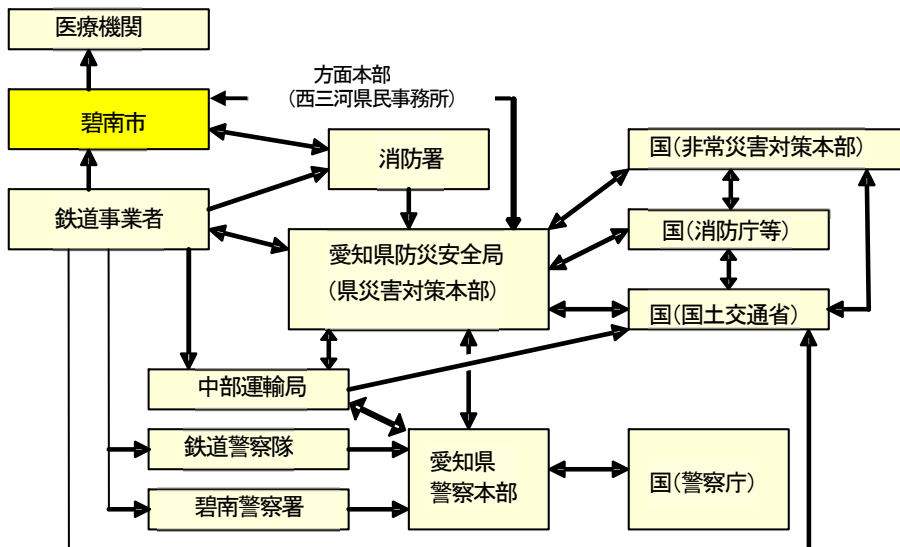 医療機関
方面本部
(西三河県民事務所)
碧南市
消防署
国(非常災害対策本部)
鉄道事業者
国(消防庁等)
愛知県防災安全局
(県災害対策本部)
国(国土交通省)
中部運輸局
鉄道警察隊
愛知県
警察本部
国(警察庁)
碧南警察署